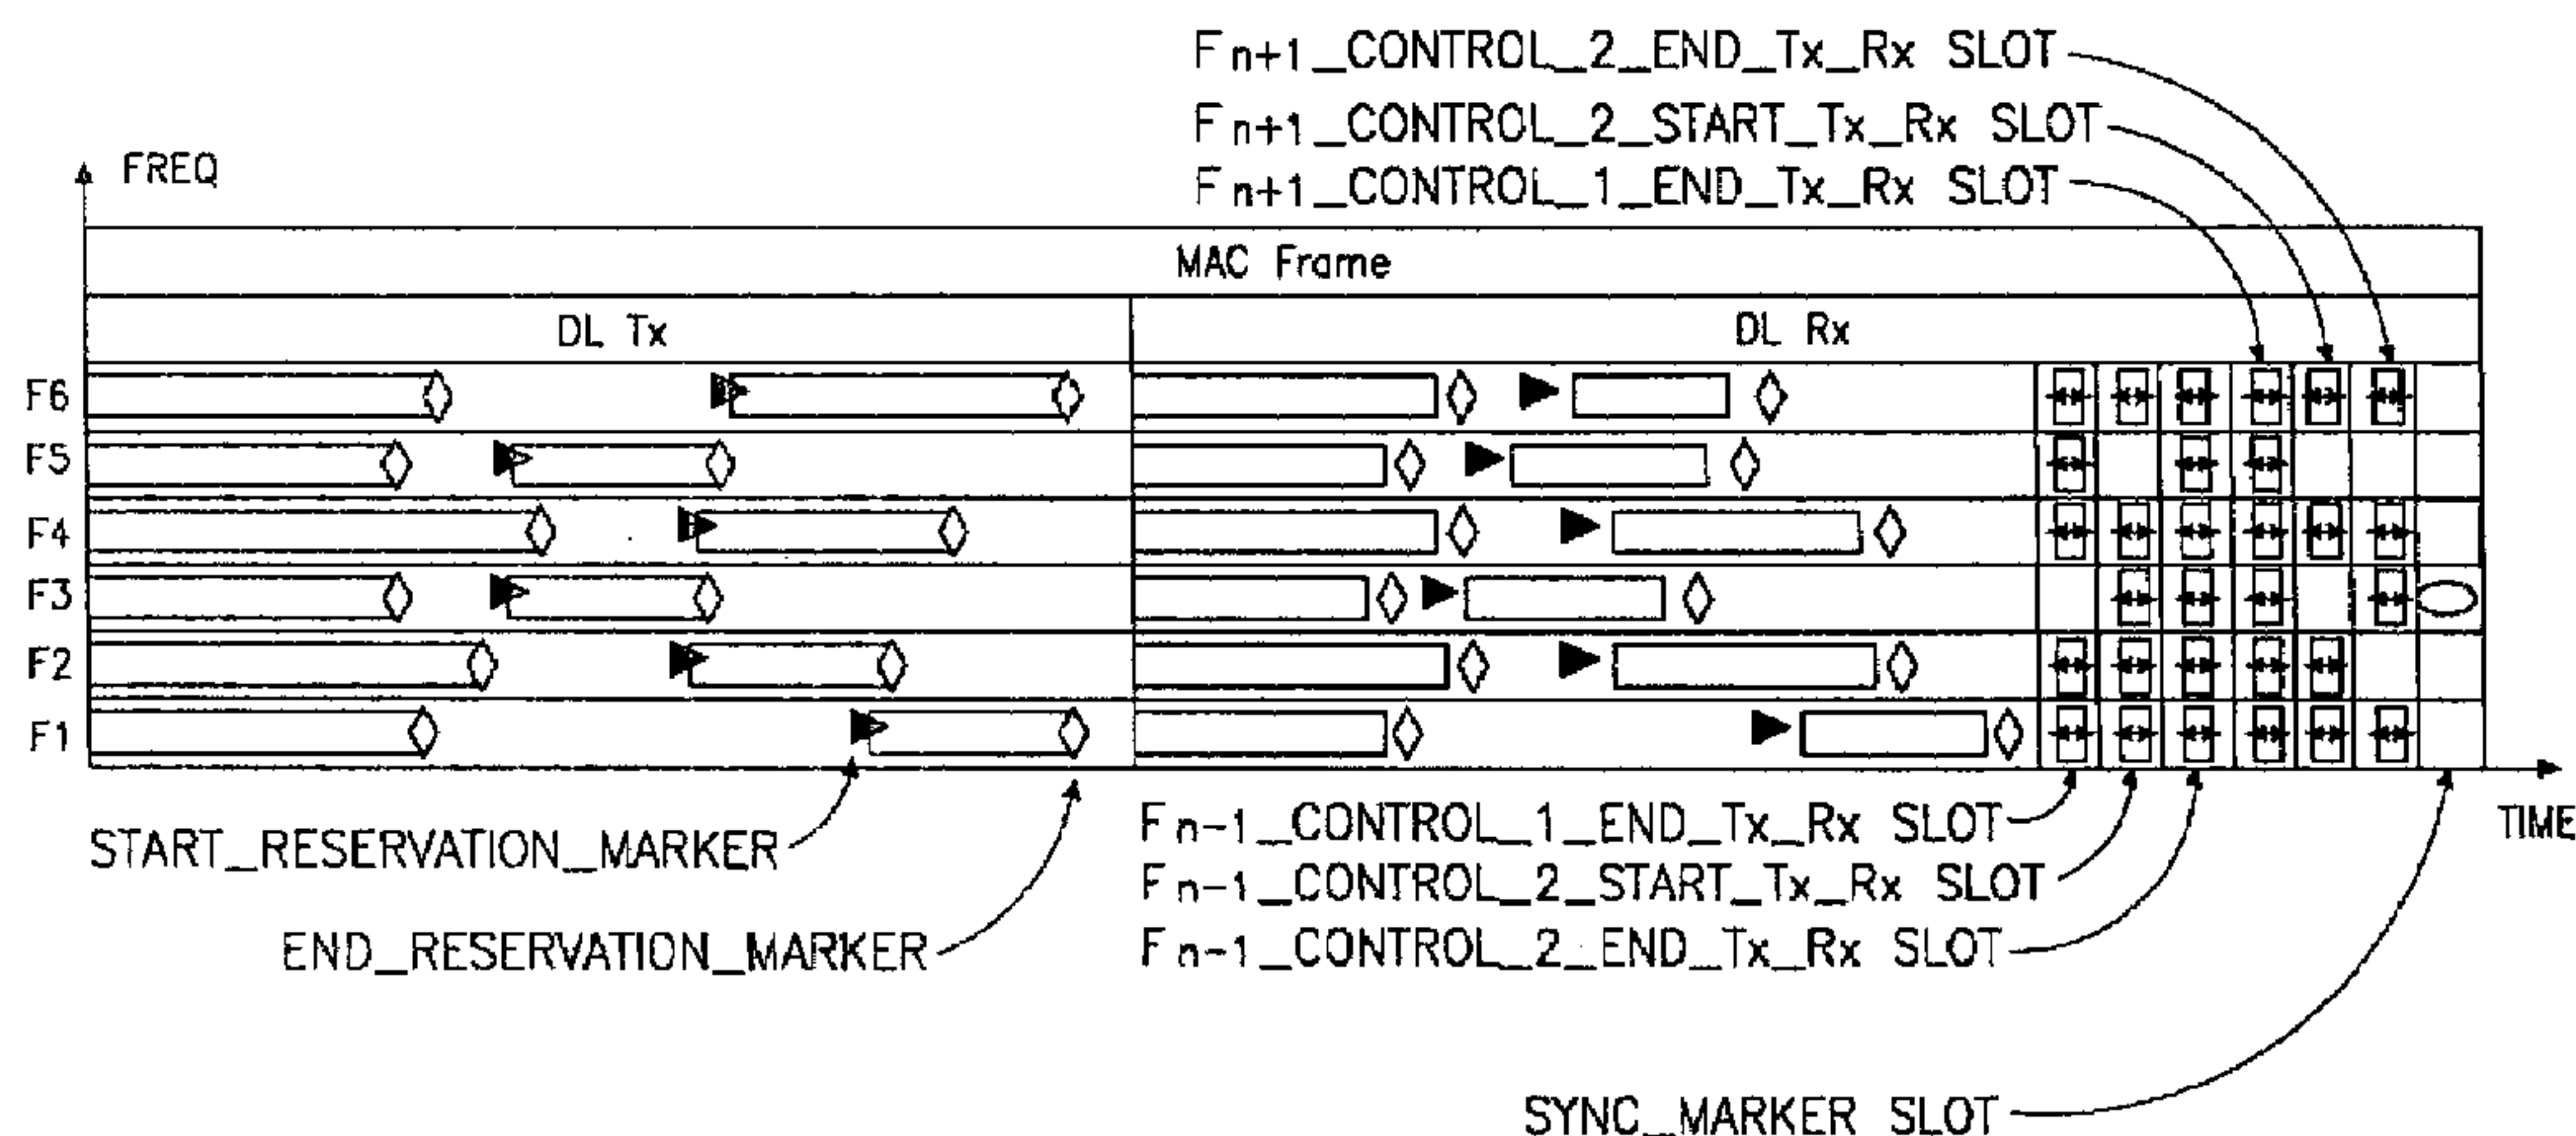 Fn+1_CONTROL_2_END_Tx_Rx SLOT
Fn+1_CONTROL_2_START_Tx_Rx SLOT
Fn+1_CONTROL_1_END_Tx_Rx SLOT
FREQ
MAC Frame
DL Tx
DL Rx
F6
F5
F4
F3
F2
F1
TIME
START_RESERVATION_MARKER
END_RESERVATION_MARKER
Fn-1_CONTROL_1_END_Tx_Rx SLOT
Fn-1_CONTROL_2_START_Tx_Rx SLOT
Fn-1_CONTROL_2_END_Tx_Rx SLOT
SYNC_MARKER SLOT